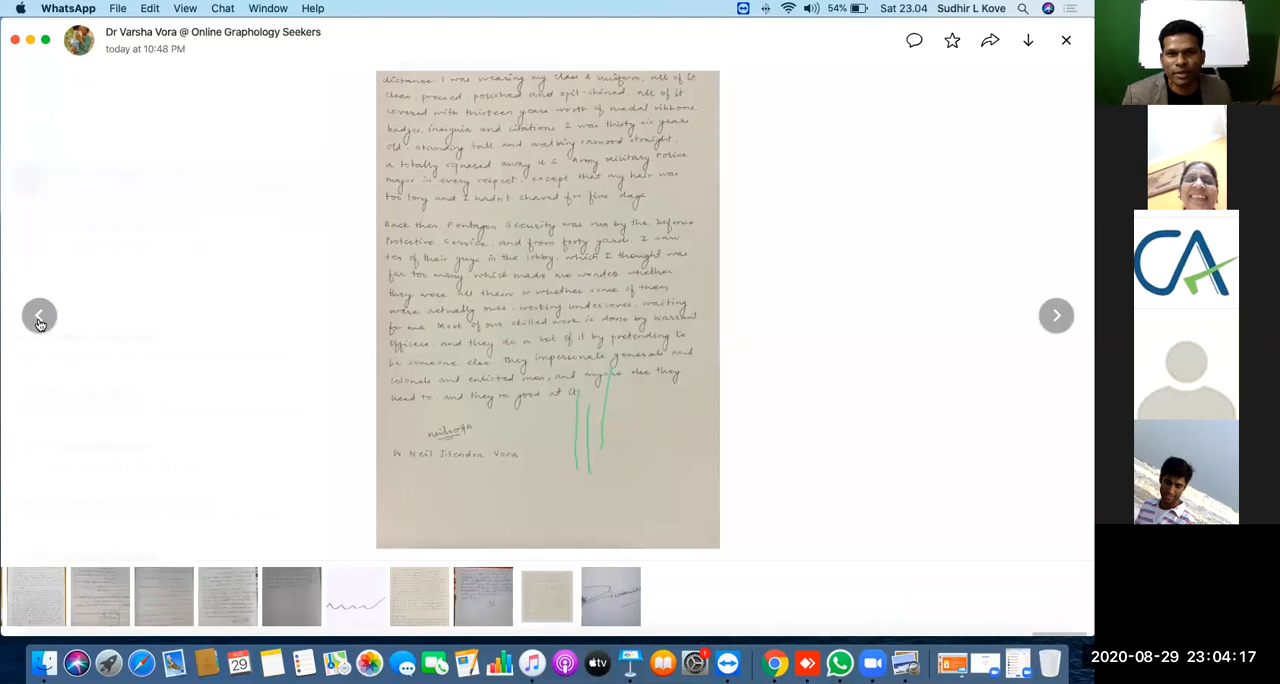 WhatsApp File Edit View Chat Window Help 54% Sat 23.04 Sudhir L Kove
Dr Varsha Vora @ Online Graphology Seekers
today at 10:48 PM
distance. I was wearing my class A uniform, all of it
clean, pressed, polished and spit-shined. all of it
covered with thirteen years worth of medal ribbons.
badges, insignia and citations I was thirty six years
old. standing tall and walking straight.
a totally squared away U S Army Military Police
major in every respect. except that my hair was
too long and I hadn't shaved for five days
Back then Pentagon Security was run by the Defense
Protective Service. and from forty yards. I saw
ten of their guys in the lobby. which I thought was
far too many which made me wonder whether
they were all theirs or whether some of them
were actually ours. working undercover. waiting
for me Most of our skilled work is done by Warrant
Officers. and they do a lot of it by pretending to
be someone else They impersonate generals and
colonels and enlisted men, and anyone else they
need to. and they're good at it
Dr Neil Jitendra Vora
CA
AUG
29
1
tv
2020-08-29 23:04:17